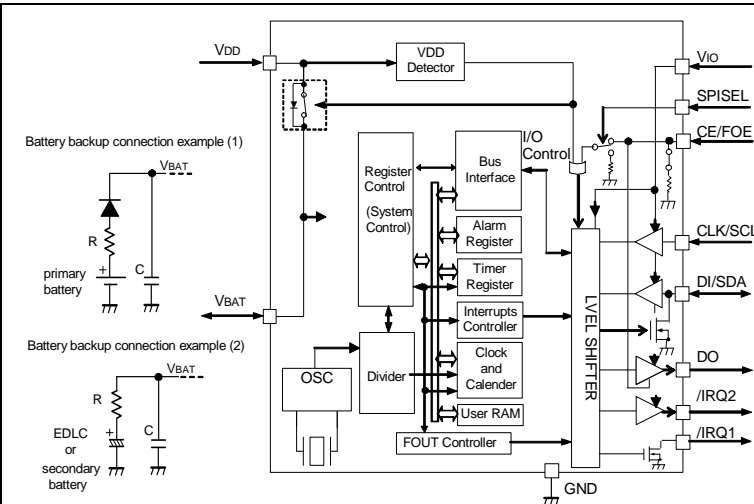 VDD
VDD
Detector
VIO
SPISEL
CE/FOE
I/O
Control
Battery backup connection example (1)
VBAT
R
C
+
primary
battery
Register
Control
(System
Control)
Bus
Interface
Alarm
Register
Timer
Register
Interrupts
Controller
Clock
and
Calender
User RAM
FOUT Controller
LVEL SHIFTER
CLK/SCL
DI/SDA
DO
/IRQ2
/IRQ1
VBAT
Battery backup connection example (2)
VBAT
R
C
+
EDLC
or
secondary
battery
OSC
Divider
GND